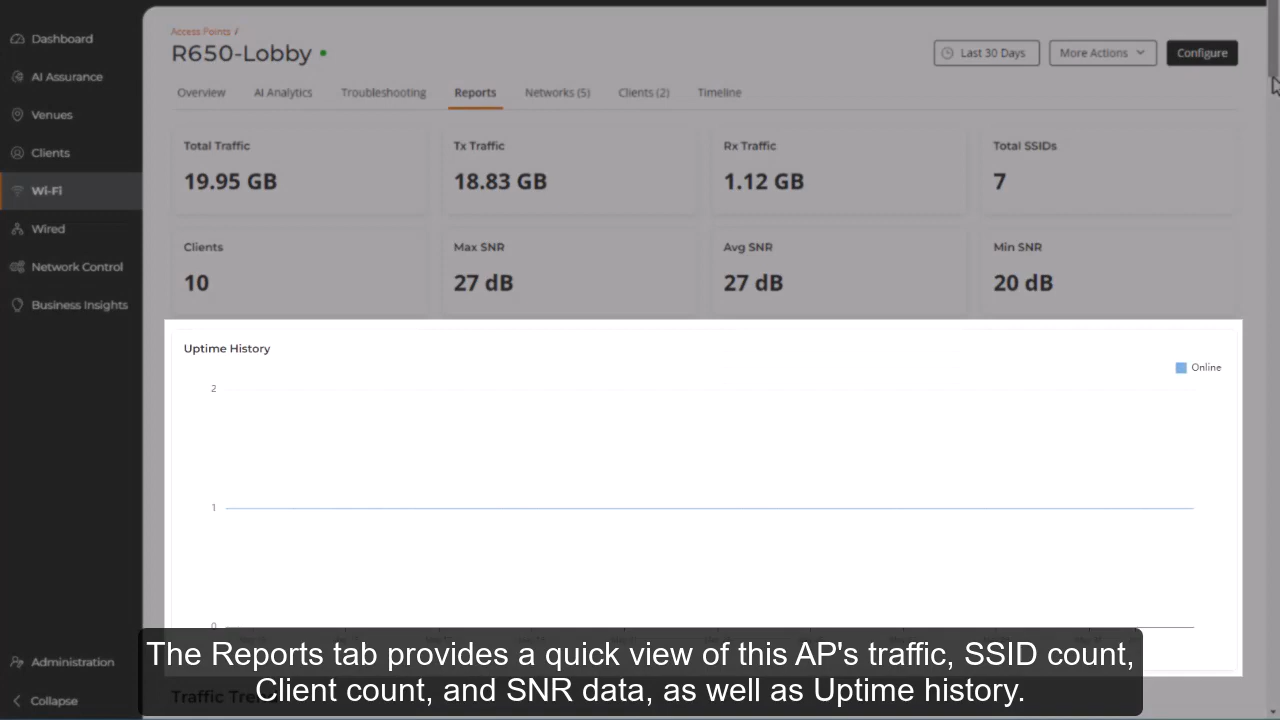 Dashboard
AI Assurance
Venues
Clients
Wi-Fi
Wired
Network Control
Business Insights
Administration
Collapse
Access Points /
R650-Lobby
Last 30 Days
More Actions
Configure
Overview
AI Analytics
Troubleshooting
Reports
Networks (5)
Clients (2)
Timeline
Total Traffic
19.95 GB
Tx Traffic
18.83 GB
Rx Traffic
1.12 GB
Total SSIDs
7
Clients
10
Max SNR
27 dB
Avg SNR
27 dB
Min SNR
20 dB
Uptime History
Online
2
1
0
The Reports tab provides a quick view of this AP's traffic, SSID count,
Client count, and SNR data, as well as Uptime history.
Traffic